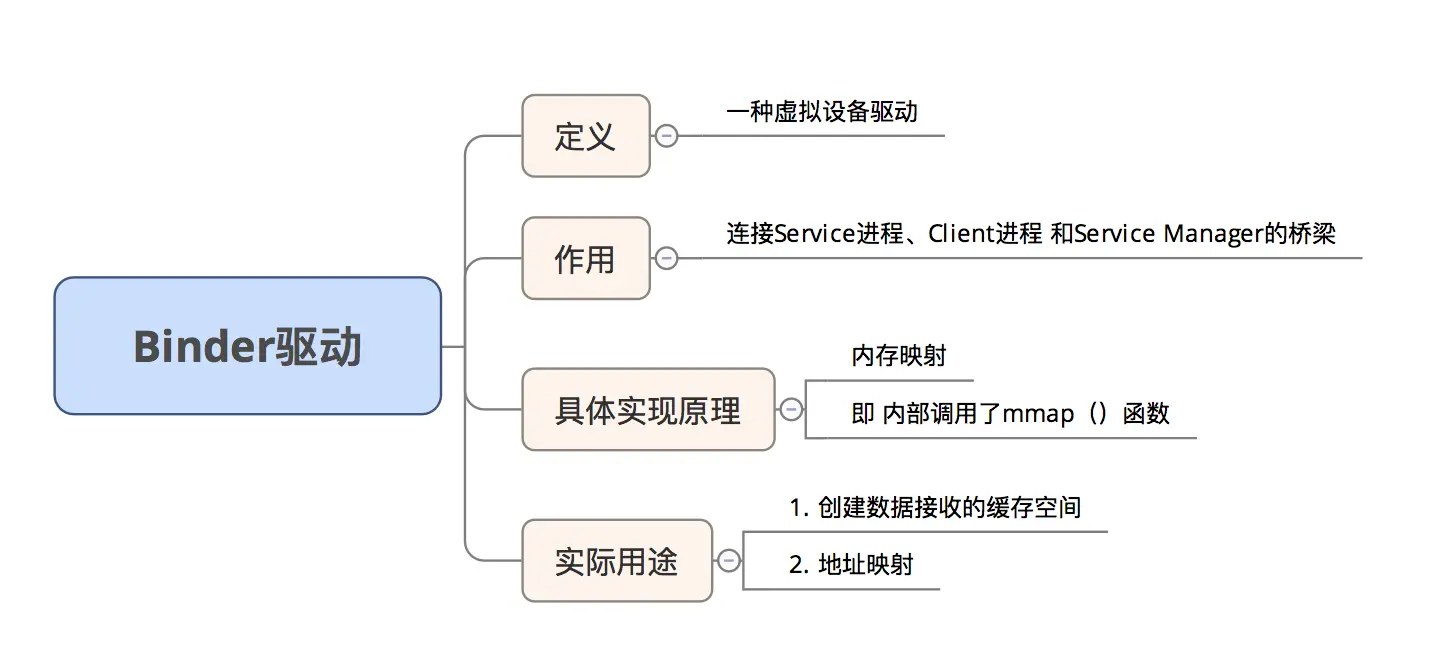 Binder驱动
定义
一种虚拟设备驱动
作用
连接Service进程、Client进程 和Service Manager的桥梁
具体实现原理
内存映射
即 内部调用了mmap（）函数
实际用途
1. 创建数据接收的缓存空间
2. 地址映射